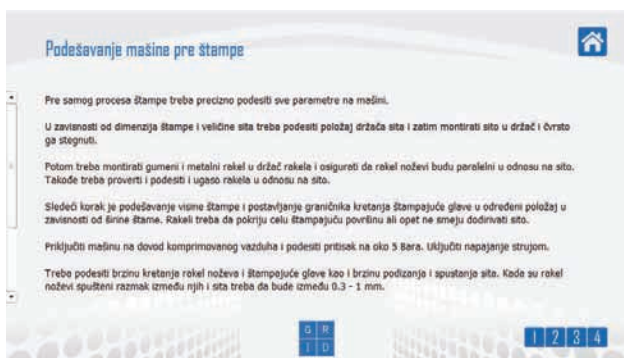 Podešavanje mašine pre štampe
Pre samog procesa štampe treba precizno podesiti sve parametre na mašini.
U zavisnosti od dimenzija štampe i veličine sita treba podesiti položaj držača sita i zatim montirati sito u držač i čvrsto
ga stegnuti.
Potom treba montirati gumeni i metalni rakel u držač rakela i osigurati da rakel noževi budu paralelni u odnosu na sito.
Takođe treba proverti i podesiti i ugaso rakela u odnosu na sito.
Sledeći korak je podešavanje visine štampe i postavljanje graničnika kretanja štampajuće glave u određeni položaj u
zavisnosti od širine štame. Rakeli treba da pokriju celu štampajuću površinu ali opet ne smeju dodirivati sito.
Priključiti mašinu na dovod komprimovanog vazduha i podesiti pritisak na oko 5 Bara. Uključiti napajanje strujom.
Treba podesiti brzinu kretanja rakel noževa i štampajuće glave kao i brzinu podizanja i spustanja sita. Kada su rakel
noževi spušteni razmak između njih i sita treba da bude između 0.3 - 1 mm.
G R
I D
1 2 3 4